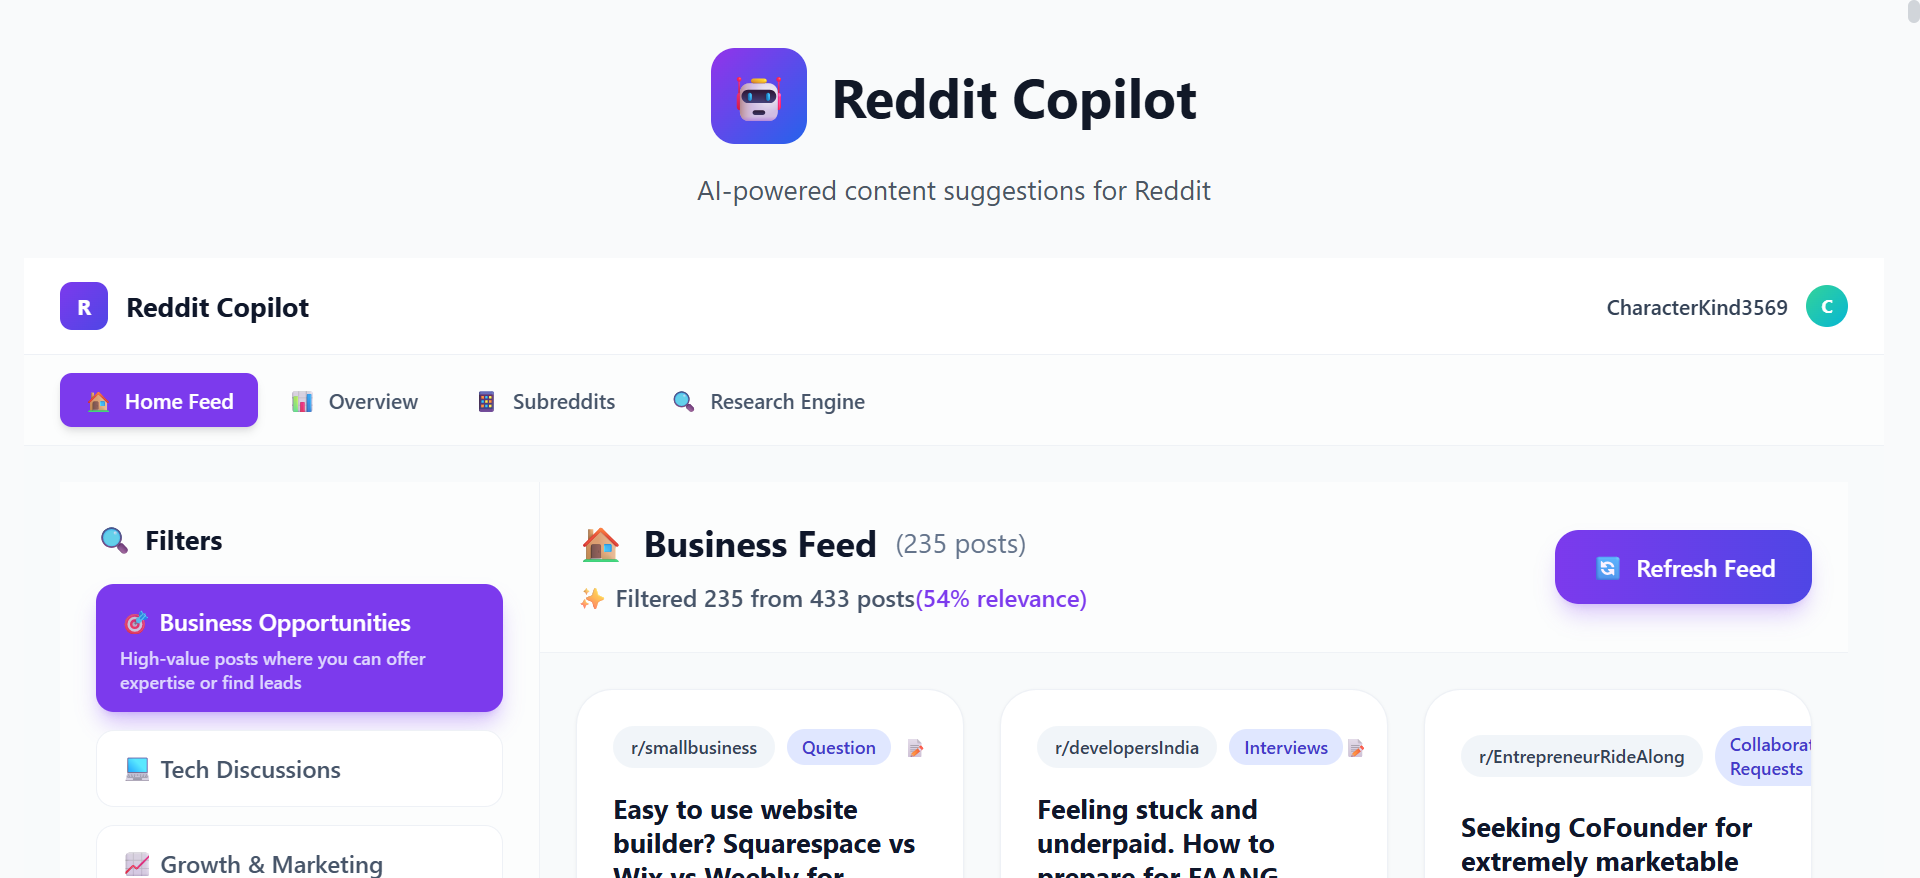 Reddit Copilot
AI-powered content suggestions for Reddit
R
Reddit Copilot
CharacterKind3569
C
Home Feed
Overview
Subreddits
Research Engine
Filters
Business Opportunities
High-value posts where you can offer
expertise or find leads
Tech Discussions
Growth & Marketing
Business Feed (235 posts)
Filtered 235 from 433 posts(54% relevance)
Refresh Feed
r/smallbusiness
Question
Easy to use website
builder? Squarespace vs
Wix vs Weebly for
r/developersIndia
Interviews
Feeling stuck and
underpaid. How to
prepare for FAANG
r/EntrepreneurRideAlong
Collaborat
Requests
Seeking CoFounder for
extremely marketable